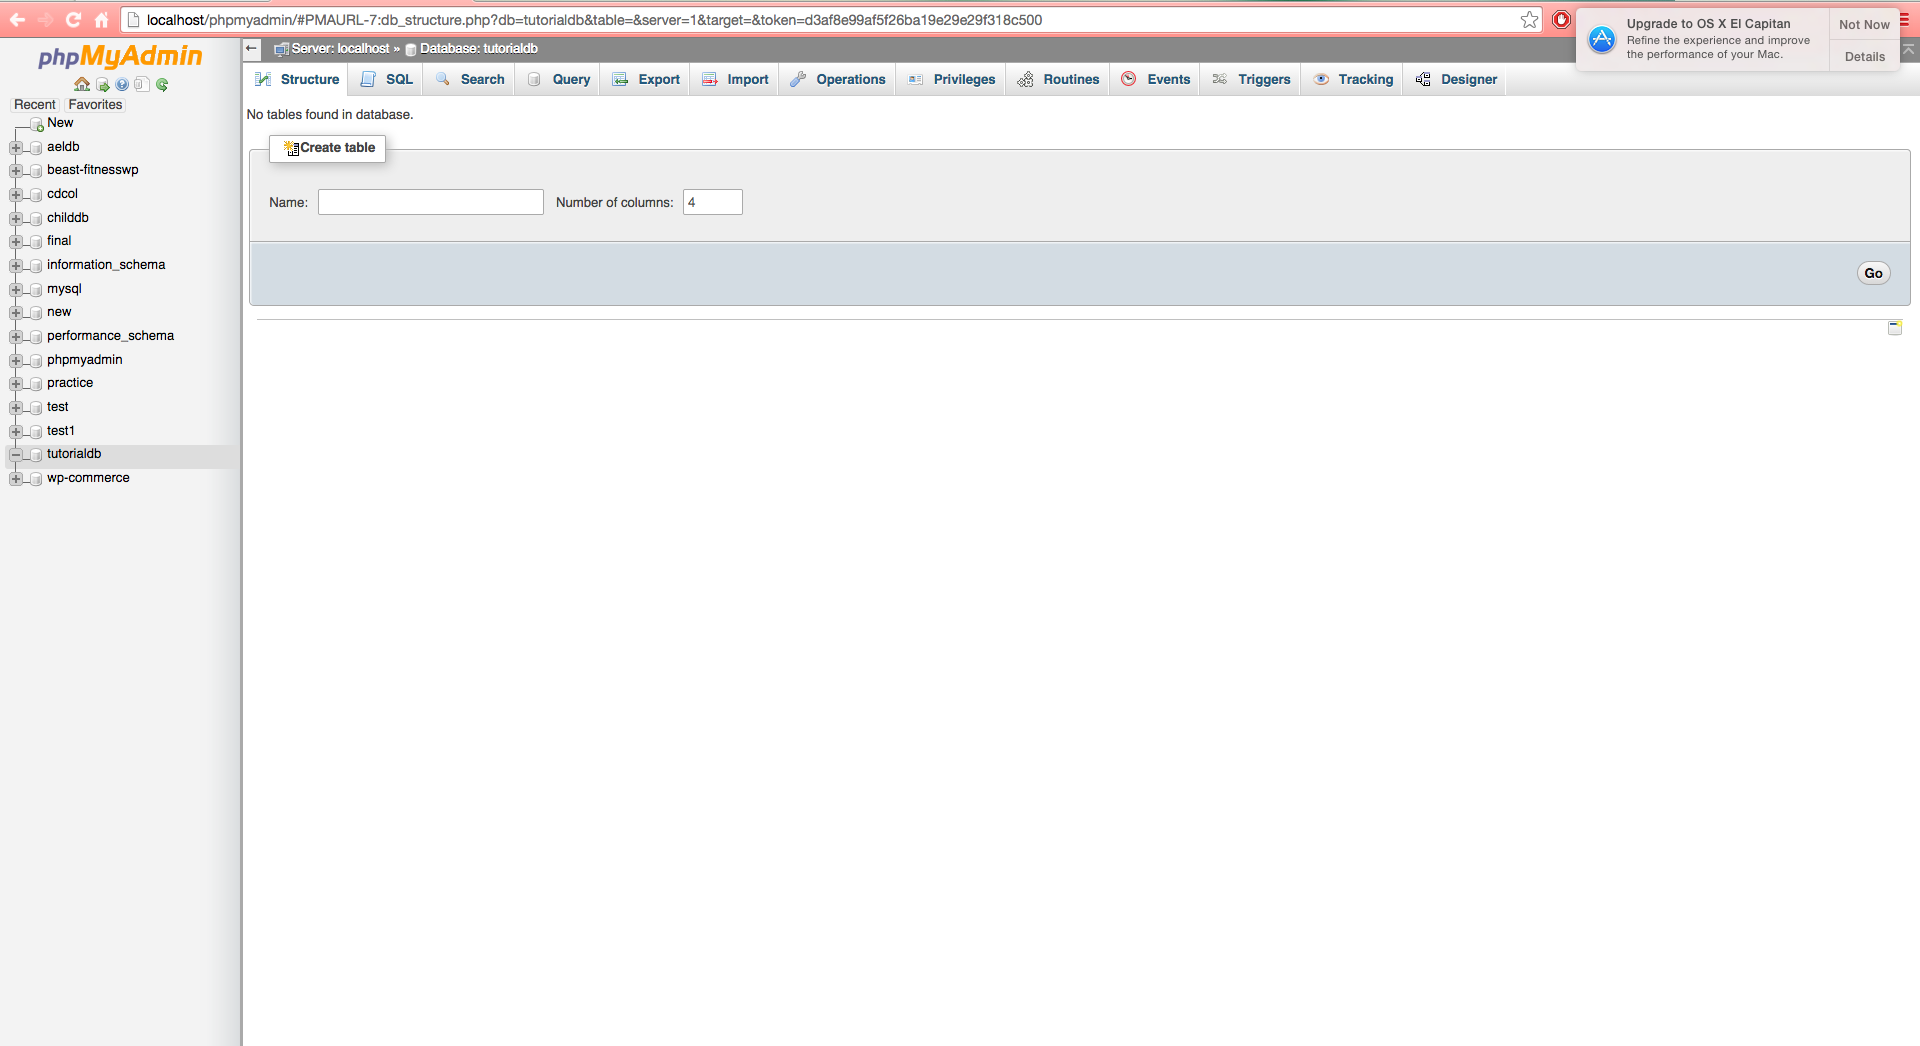 localhost/phpmyadmin/#PMAURL-7:db_structure.php?db=tutorialdb&table=&server=1&target=&token=d3af8e99af5f26ba19e29e29f318c500
Upgrade to OS X El Capitan
Refine the experience and improve
the performance of your Mac.
Not Now
Details
phpMyAdmin
Recent Favorites
New
aeldb
beast-fitnesswp
cdcol
childdb
final
information_schema
mysql
new
performance_schema
phpmyadmin
practice
test
test1
tutorialdb
wp-commerce
Server: localhost » Database: tutorialdb
Structure SQL Search Query Export Import Operations Privileges Routines Events Triggers Tracking Designer
No tables found in database.
Create table
Name: Number of columns: 4
Go